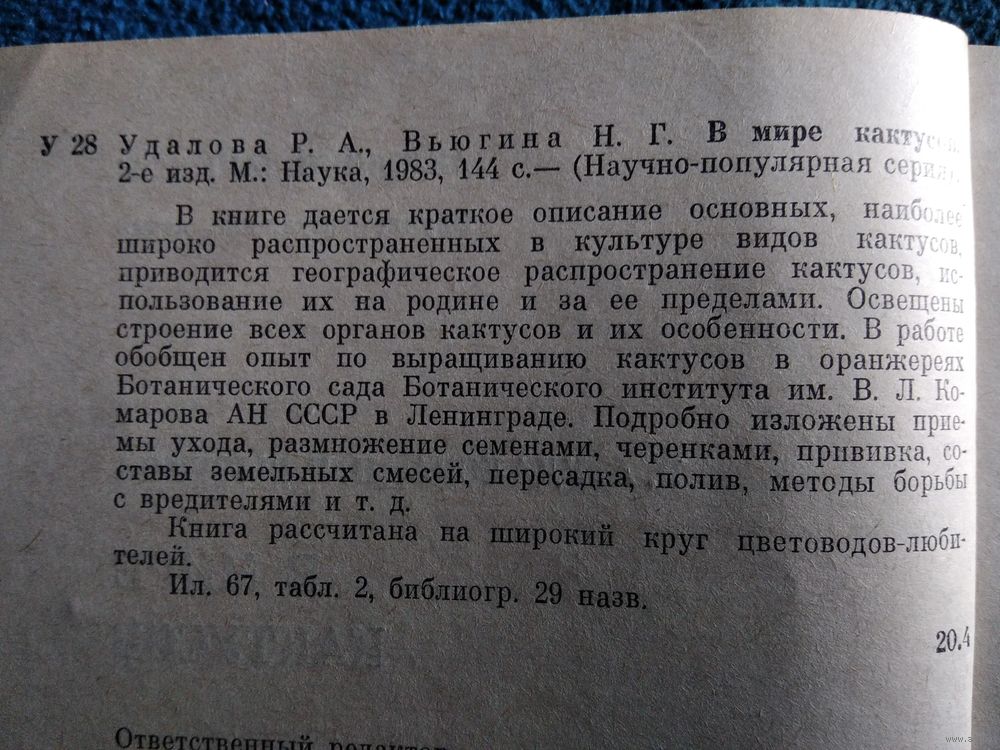 У 28 Удалова Р. А., Вьюгина Н. Г. В мире кактусов.
2-е изд. М.: Наука, 1983, 144 с.— (Научно-популярная серия).
В книге дается краткое описание основных, наиболее
широко распространенных в культуре видов кактусов,
приводится географическое распространение кактусов, ис-
пользование их на родине и за ее пределами. Освещены
строение всех органов кактусов и их особенности. В работе
обобщен опыт по выращиванию кактусов в оранжереях
Ботанического сада Ботанического института им. В. Л. Ко-
марова АН СССР в Ленинграде. Подробно изложены прие-
мы ухода, размножение семенами, черенками, прививка, со-
ставы земельных смесей, пересадка, полив, методы борьбы
с вредителями и т. д.
Книга рассчитана на широкий круг цветоводов-люби-
телей.
Ил. 67, табл. 2, библиогр. 29 назв.
20.4
Ответственный редактор